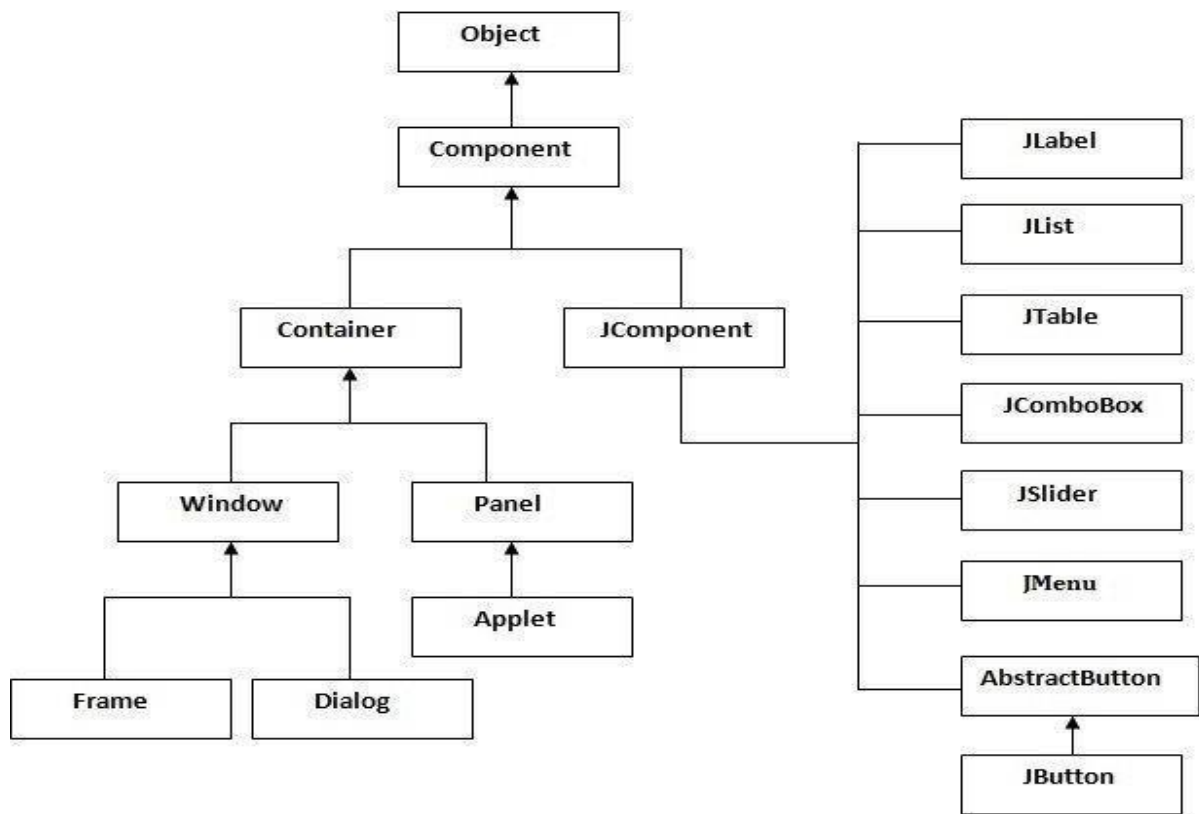 Object
Component
Container
JComponent
Window
Panel
Applet
Frame
Dialog
JLabel
JList
JTable
JComboBox
JSlider
JMenu
AbstractButton
JButton